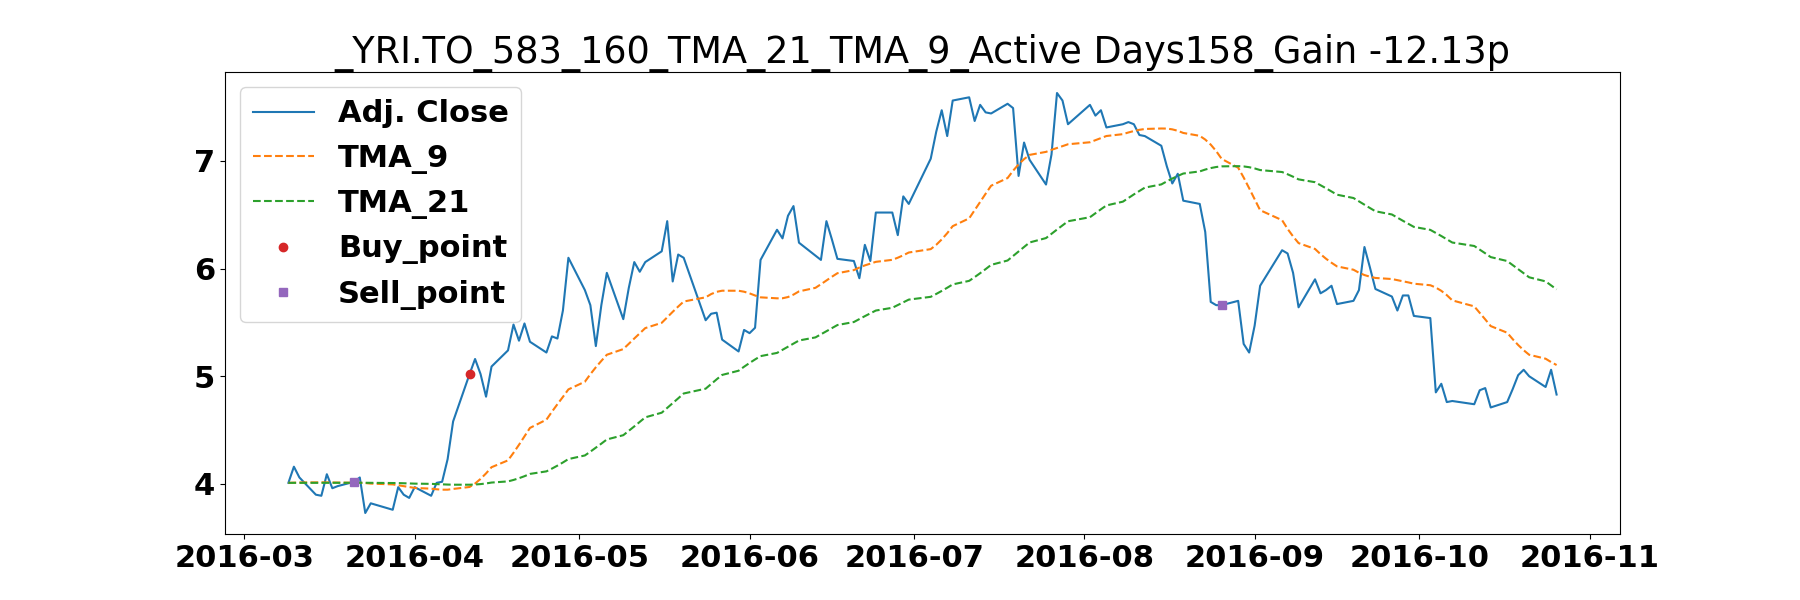 _YRI.TO_583_160_TMA_21_TMA_9_Active Days158_Gain -12.13p
Adj. Close
TMA_9
TMA_21
Buy_point
Sell_point
7
6
5
4
2016-03 2016-04 2016-05 2016-06 2016-07 2016-08 2016-09 2016-10 2016-11